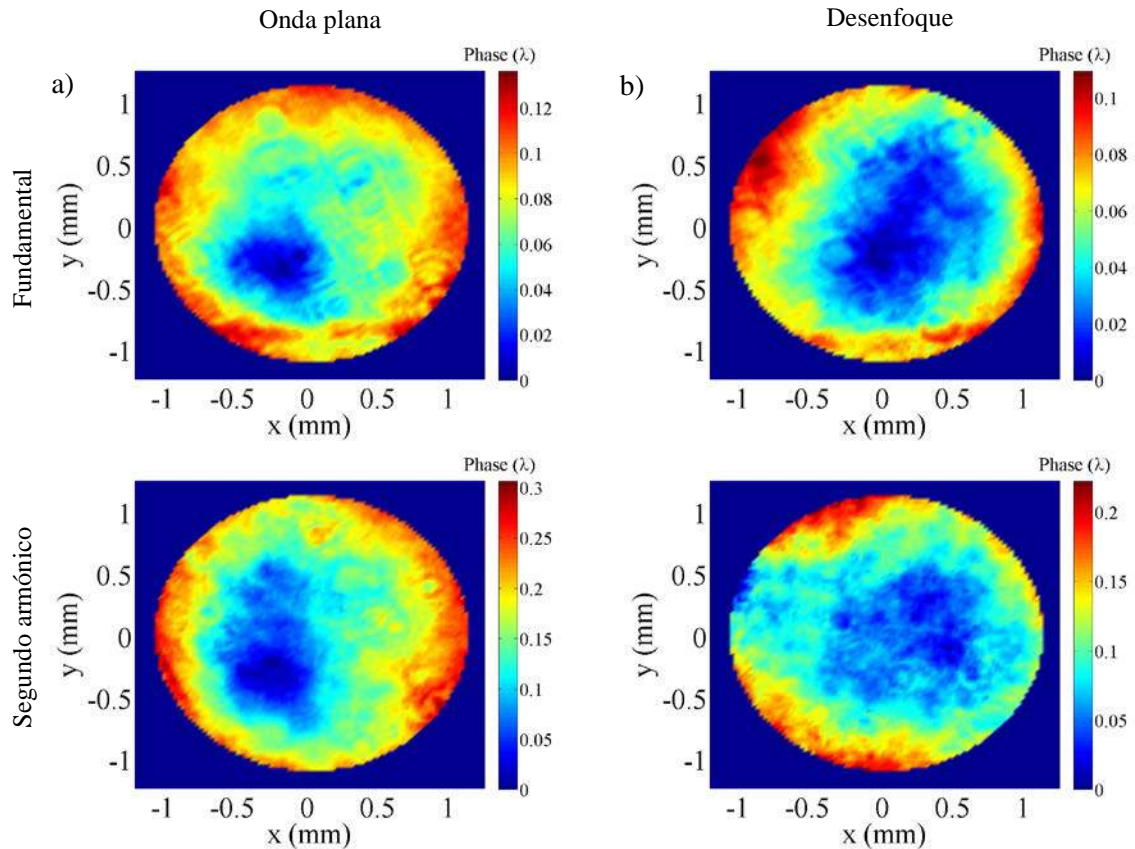 Onda plana
Desenfoque
a)
b)
Fundamental
Segundo armónico
Phase (λ)
0.12
0.1
0.08
0.06
0.04
0.02
0
y (mm)
1
0.5
0
-0.5
-1
-1 -0.5 0 0.5 1
x (mm)
Phase (λ)
0.1
0.08
0.06
0.04
0.02
0
y (mm)
1
0.5
0
-0.5
-1
-1 -0.5 0 0.5 1
x (mm)
Phase (λ)
0.3
0.25
0.2
0.15
0.1
0.05
0
y (mm)
1
0.5
0
-0.5
-1
-1 -0.5 0 0.5 1
x (mm)
Phase (λ)
0.2
0.15
0.1
0.05
0
y (mm)
1
0.5
0
-0.5
-1
-1 -0.5 0 0.5 1
x (mm)